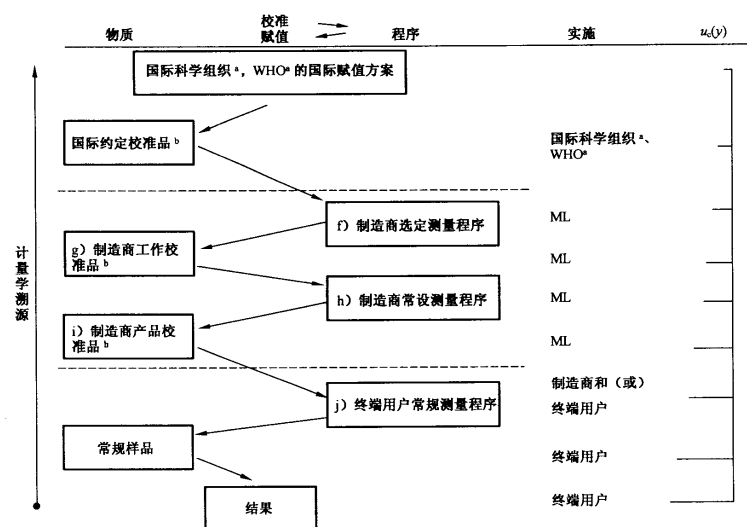 物质
校准
赋值
程序
实施
uc(y)
国际科学组织a，WHOa的国际赋值方案
国际约定校准品b
国际科学组织a、
WHOa
f）制造商选定测量程序
ML
g）制造商工作校
准品b
ML
h）制造商常设测量程序
ML
i）制造商产品校
准品b
ML
制造商和（或）
终端用户
j）终端用户常规测量程序
常规样品
终端用户
结果
终端用户
计量学溯源